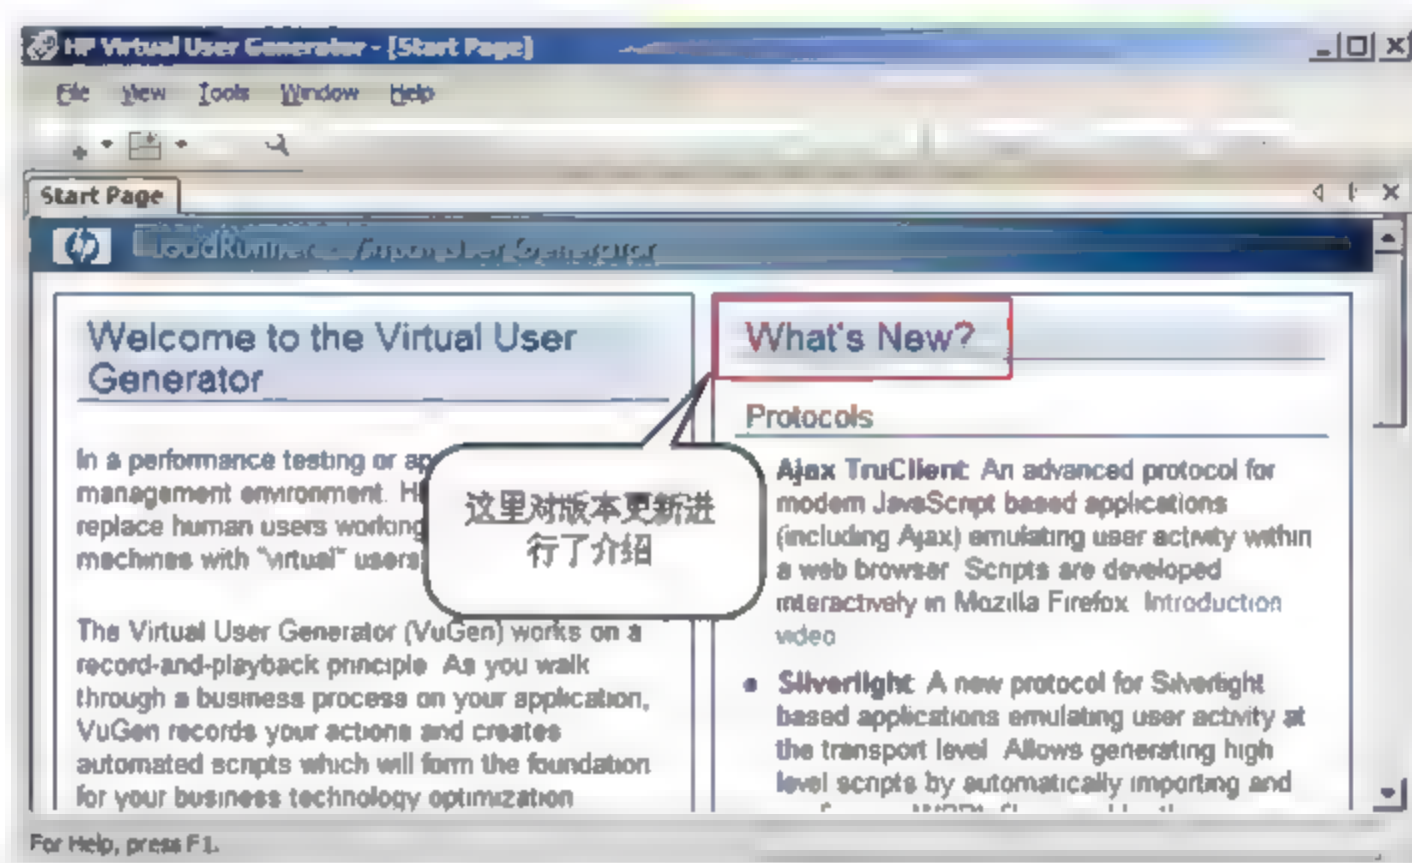 HP Virtual User Generator - [Start Page]
File View Tools Window Help
Start Page
LoadRunner - Virtual User Generator
Welcome to the Virtual User
Generator
In a performance testing or ap
management environment. H
replace human users working
machines with "virtual" users
The Virtual User Generator (VuGen) works on a
record-and-playback principle. As you walk
through a business process on your application,
VuGen records your actions and creates
automated scripts which will form the foundation
for your business technology optimization
这里对版本更新进
行了介绍
What's New?
Protocols
Ajax TruClient An advanced protocol for
modern JavaScript based applications
(including Ajax) emulating user activity within
a web browser Scripts are developed
interactively in Mozilla Firefox Introduction
video
• Silverlight A new protocol for Silverlight
based applications emulating user activity at
the transport level Allows generating high
level scripts by automatically importing and
For Help, press F1.